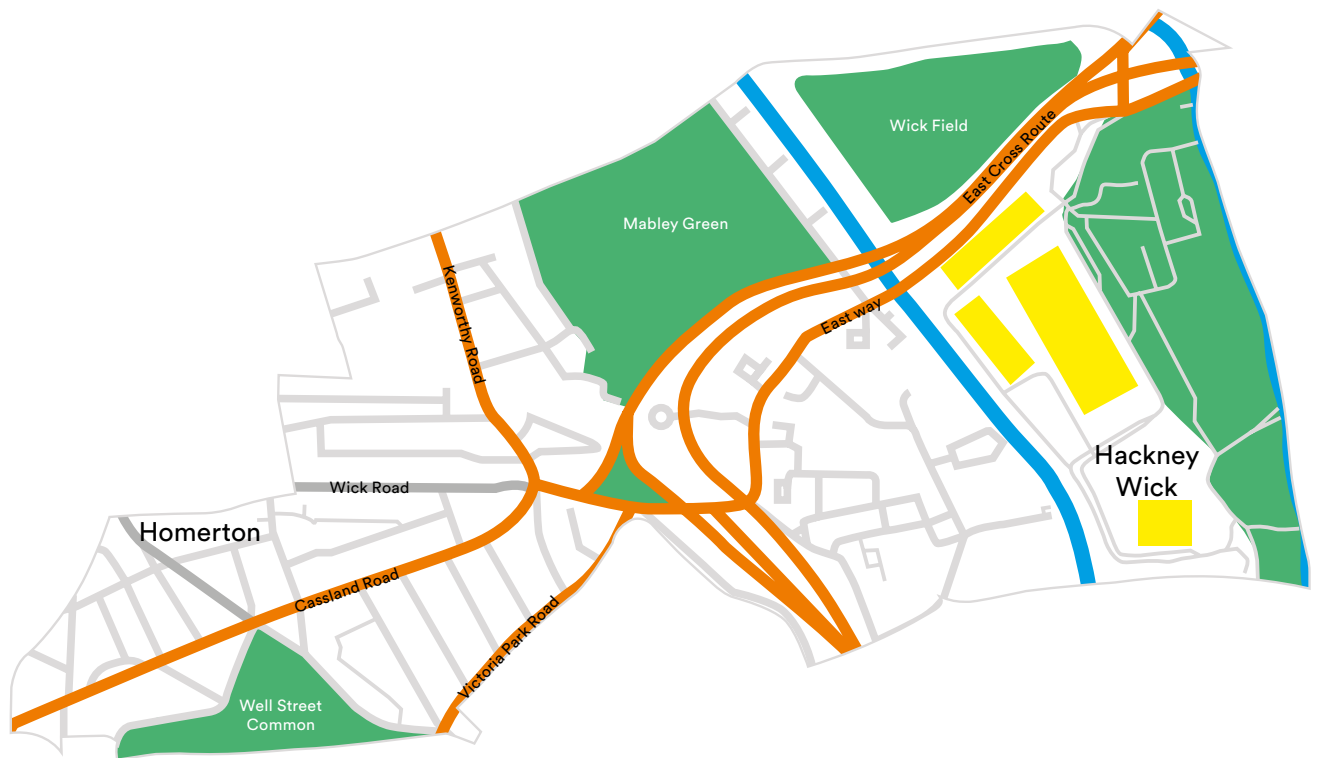 Wick Field
East Cross Route
Mabley Green
Kenworthy Road
East way
Hackney
Wick
Wick Road
Homerton
Cassland Road
Victoria Park Road
Well Street
Common